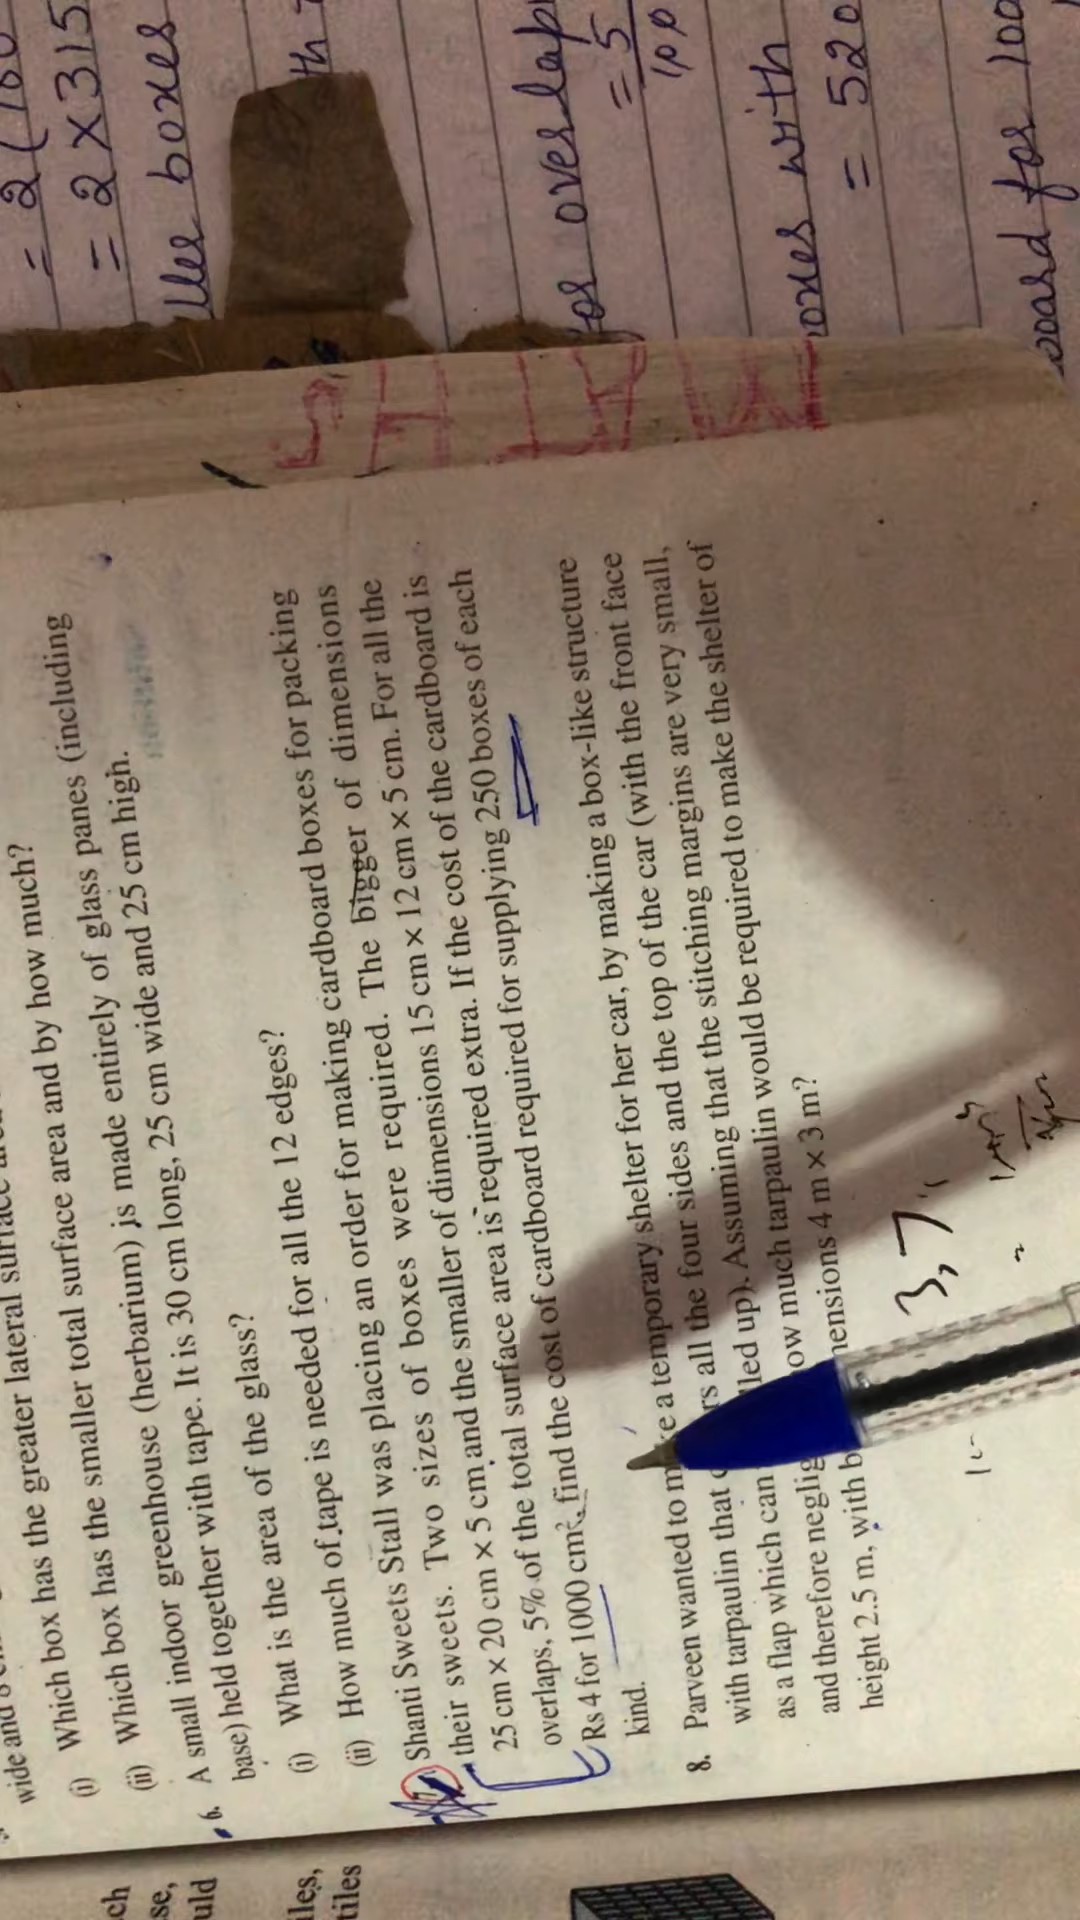 = 2 × 315
boxes
for overlap
= 5
100
boxes with
= 520
board for 100
MATHS
wide and
greater lateral surface
(i) Which box has the greater lateral surface area and by how much?
(ii) Which box has the smaller total surface area and by how much?
6. A small indoor greenhouse (herbarium) is made entirely of glass panes (including
base) held together with tape. It is 30 cm long, 25 cm wide and 25 cm high.
(i) What is the area of the glass?
(ii) How much of tape is needed for all the 12 edges?
7. Shanti Sweets Stall was placing an order for making cardboard boxes for packing
their sweets. Two sizes of boxes were required. The bigger of dimensions
25 cm × 20 cm × 5 cm and the smaller of dimensions 15 cm × 12 cm × 5 cm. For all the
overlaps, 5% of the total surface area is required extra. If the cost of the cardboard is
Rs 4 for 1000 cm², find the cost of cardboard required for supplying 250 boxes of each
kind.
8. Parveen wanted to make a temporary shelter for her car, by making a box-like structure
with tarpaulin that covers all the four sides and the top of the car (with the front face
as a flap which can be rolled up). Assuming that the stitching margins are very small,
and therefore negligible, how much tarpaulin would be required to make the shelter of
height 2.5 m, with base dimensions 4 m × 3 m?
3, 7
ch
se,
uld
iles,
tiles